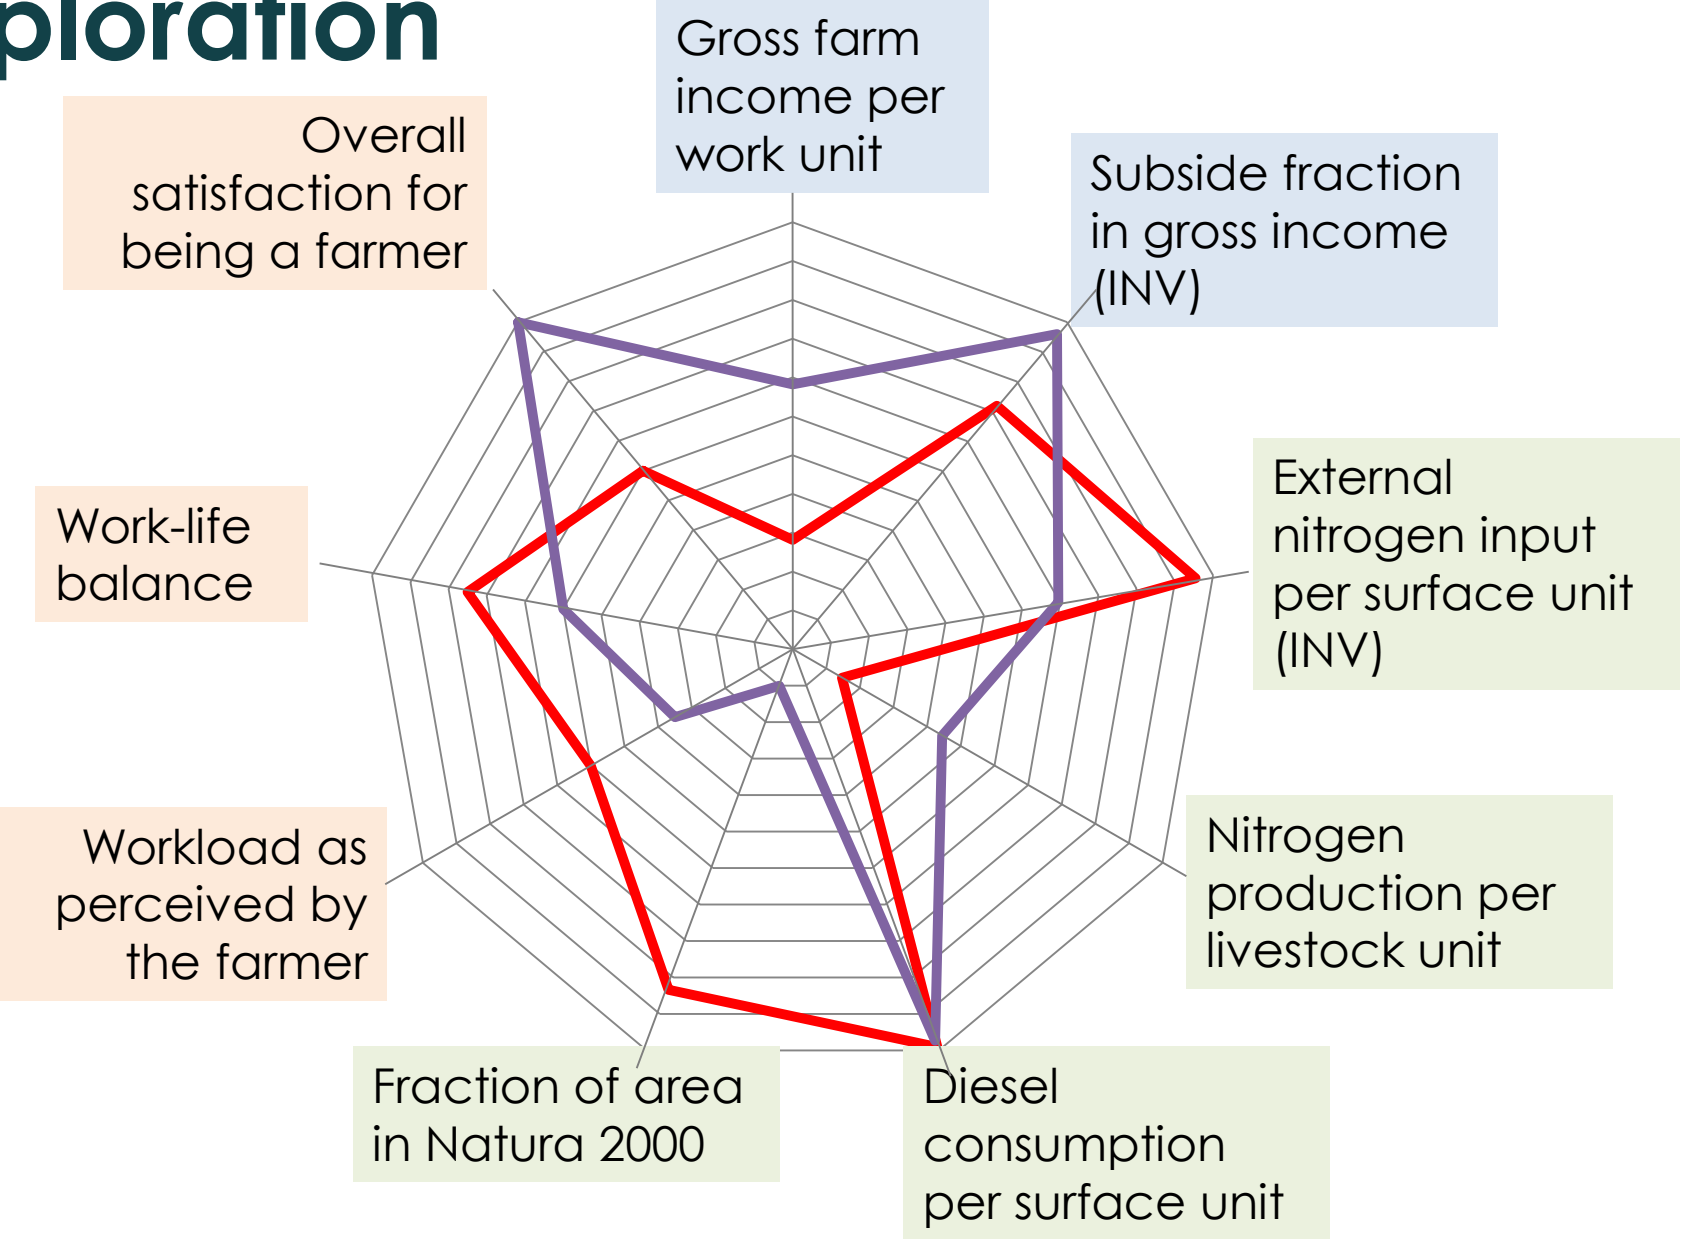 ploration
Gross farm
income per
work unit
Overall
satisfaction for
being a farmer
Subside fraction
in gross income
(INV)
External
nitrogen input
per surface unit
(INV)
Work-life
balance
Nitrogen
production per
livestock unit
Workload as
perceived by
the farmer
Fraction of area
in Natura 2000
Diesel
consumption
per surface unit